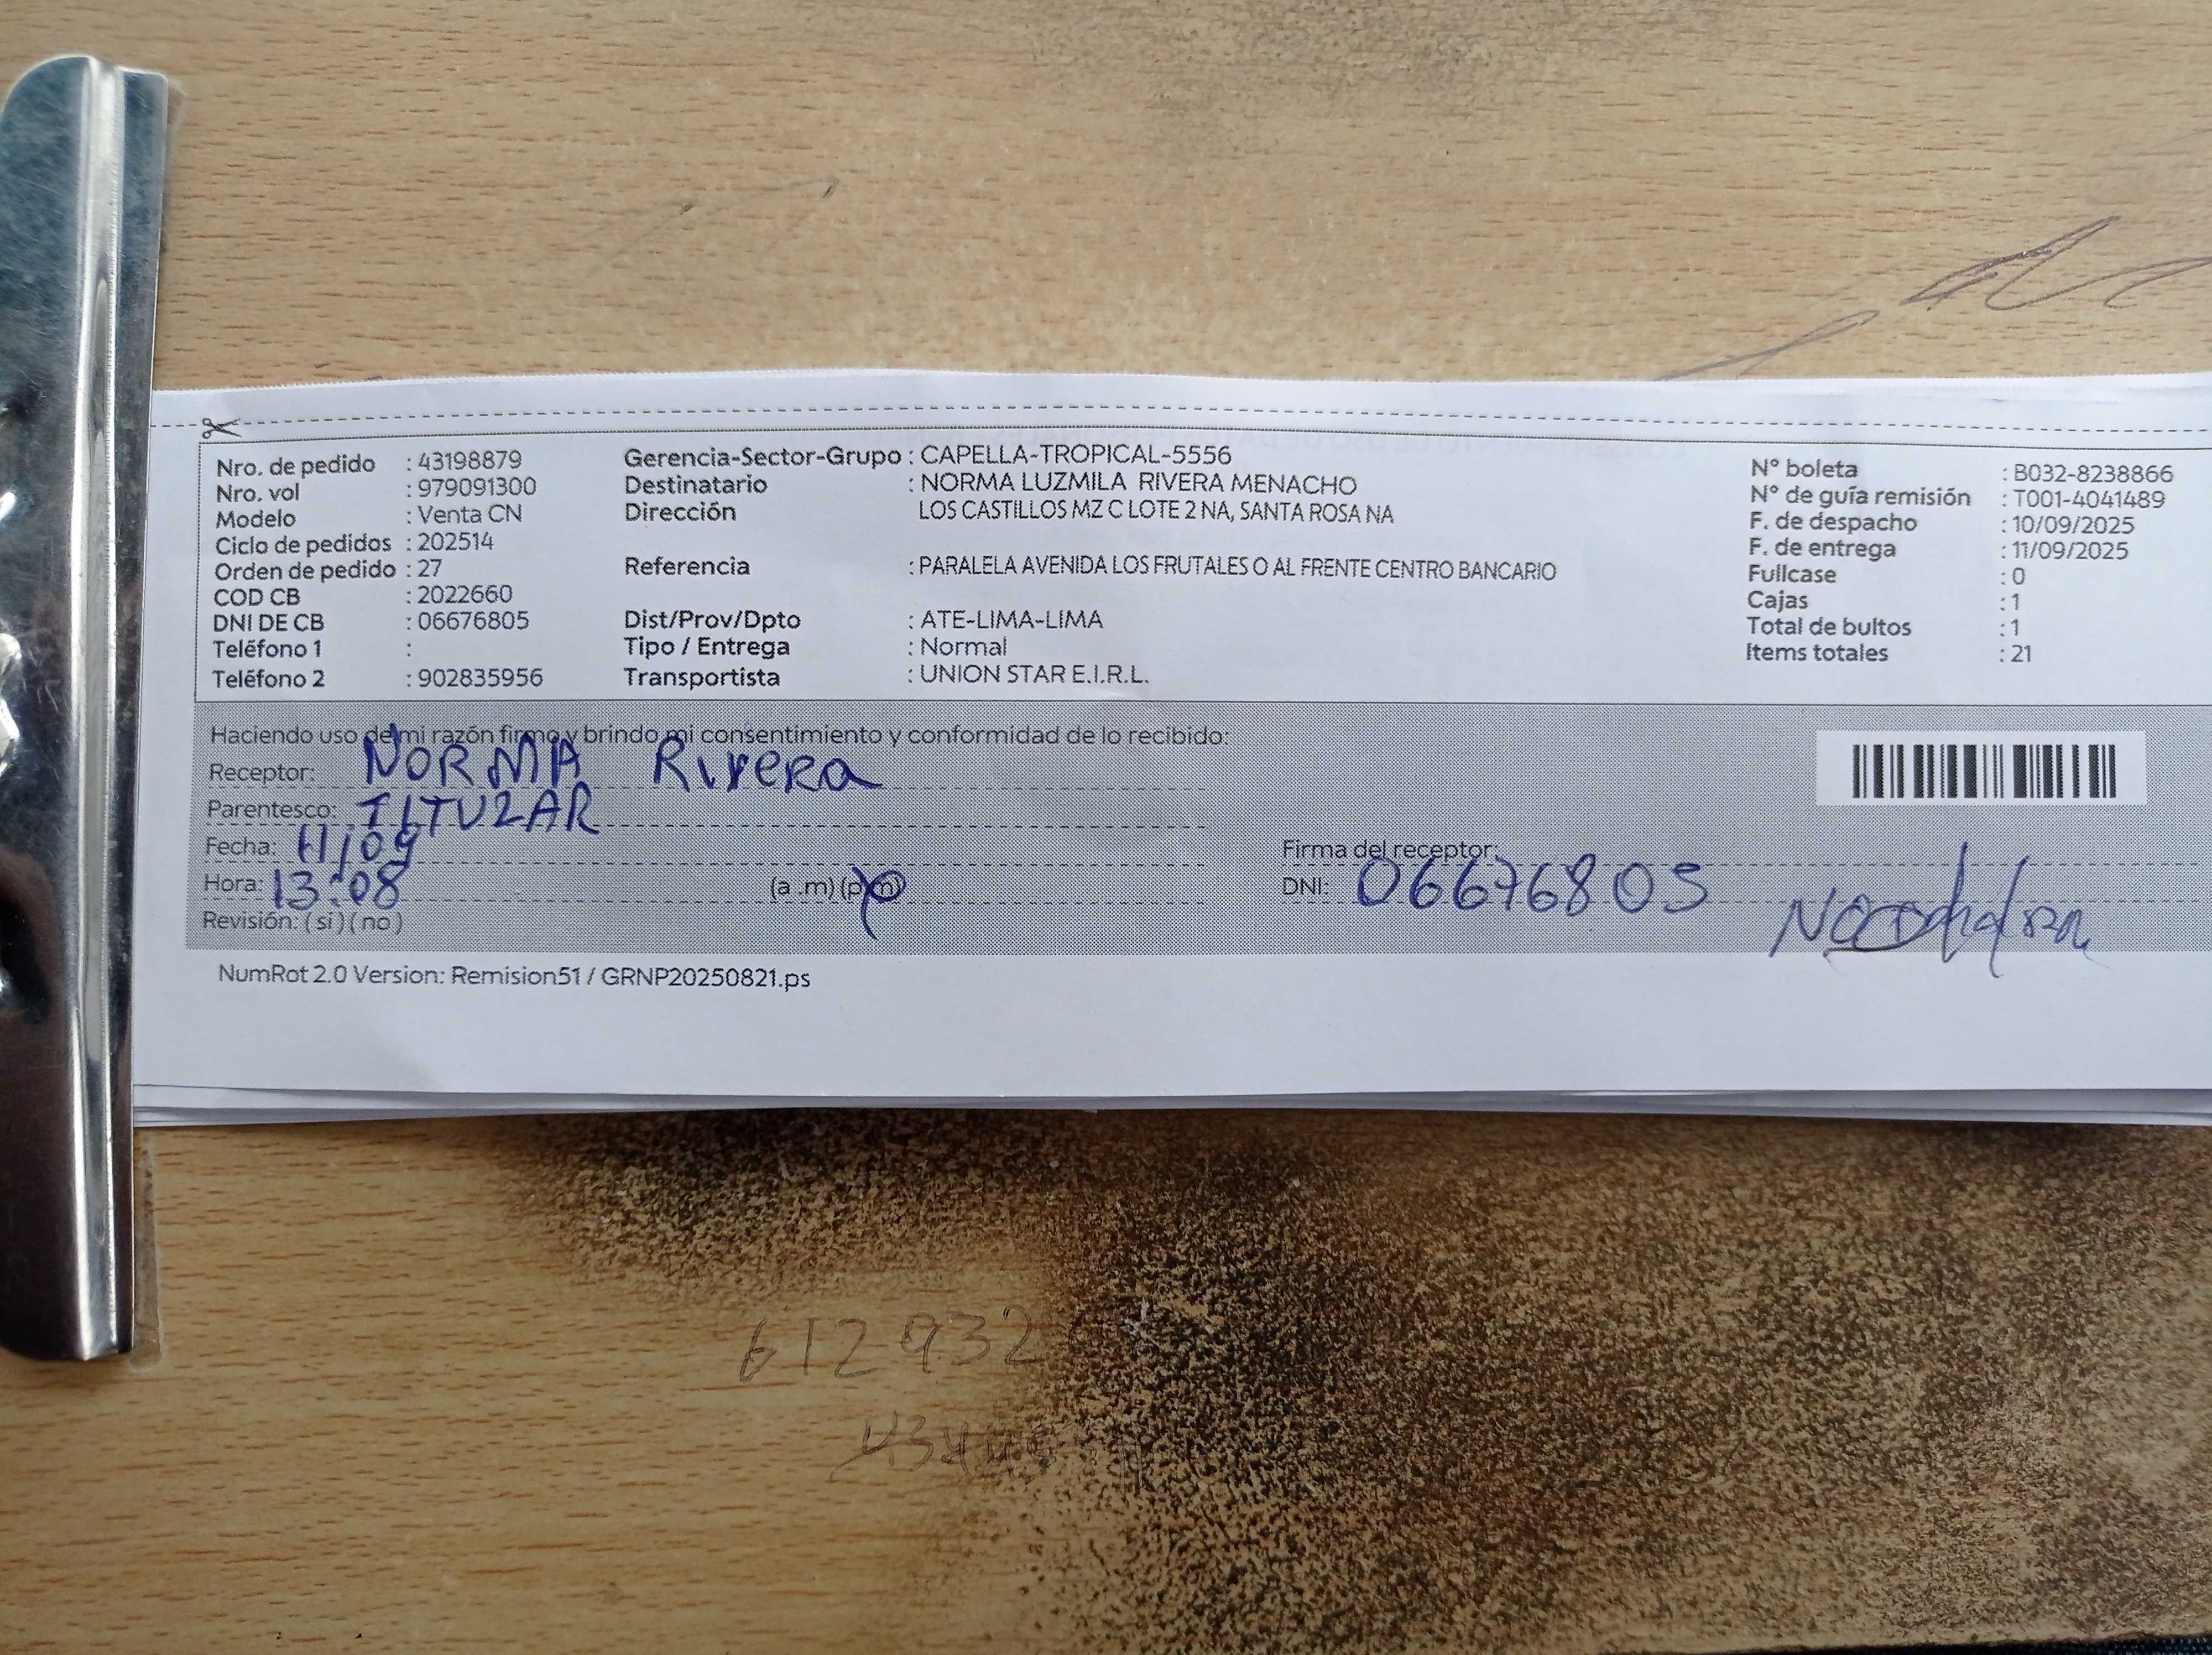 Nro. de pedido : 43198879
Nro. vol : 979091300
Modelo : Venta CN
Ciclo de pedidos : 202514
Orden de pedido : 27
COD CB : 2022660
DNI DE CB : 06676805
Teléfono 1 :
Teléfono 2 : 902835956
Gerencia-Sector-Grupo : CAPELLA-TROPICAL-5556
Destinatario : NORMA LUZMILA RIVERA MENACHO
Dirección LOS CASTILLOS MZ C LOTE 2 NA, SANTA ROSA NA
Referencia : PARALELA AVENIDA LOS FRUTALES O AL FRENTE CENTRO BANCARIO
Dist/Prov/Dpto : ATE-LIMA-LIMA
Tipo / Entrega : Normal
Transportista : UNION STAR E.I.R.L.
N° boleta : B032-8238866
N° de guía remisión : T001-4041489
F. de despacho : 10/09/2025
F. de entrega : 11/09/2025
Fullcase : 0
Cajas : 1
Total de bultos : 1
Items totales : 21
Haciendo uso de mi razón firmo y brindo mi consentimiento y conformidad de lo recibido:
Receptor: NORMA Rivera
Parentesco: TITULAR
Fecha: 11/09
Hora: 13:08 (a .m) (p.m)
Revisión: ( si ) ( no )
Firma del receptor:
DNI: 06676805
NumRot 2.0 Version: Remision51 / GRNP20250821.ps
612932